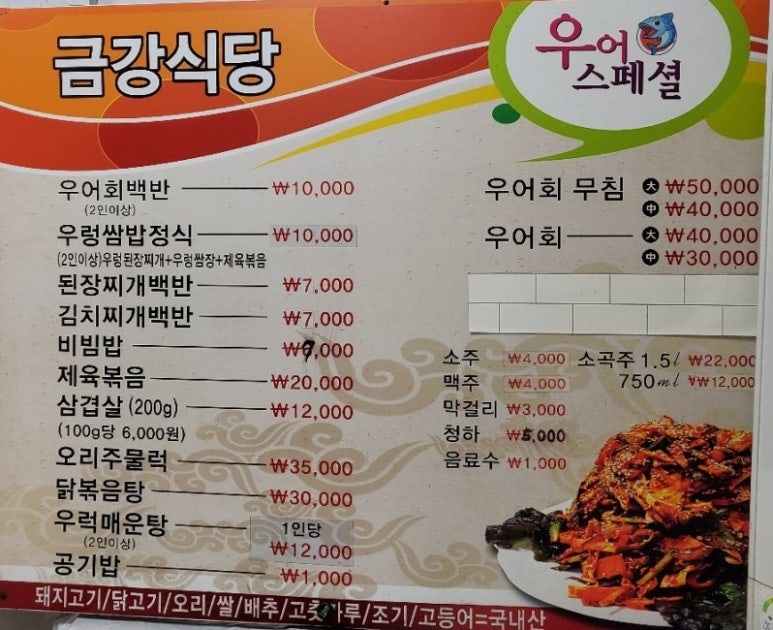 금강식당
우어
스페셜
우어회백반 ₩10,000
(2인이상)
우렁쌈밥정식 ₩10,000
(2인이상)우렁된장찌개+우렁쌈장+제육볶음
된장찌개백반 ₩7,000
김치찌개백반 ₩7,000
비빔밥 ₩7,000
제육볶음 ₩20,000
삼겹살 (200g) ₩12,000
(100g당 6,000원)
오리주물럭 ₩35,000
닭볶음탕 ₩30,000
우럭매운탕 1인당
(2인이상) ₩12,000
공기밥 ₩1,000
우어회 무침 大 ₩50,000
中 ₩40,000
우어회 大 ₩40,000
中 ₩30,000
소주 ₩4,000
맥주 ₩4,000
막걸리 ₩3,000
청하 ₩5,000
음료수 ₩1,000
소곡주 1.5l ₩22,000
750ml ₩12,000
돼지고기/닭고기/오리/쌀/배추/고춧가루/조기/고등어=국내산